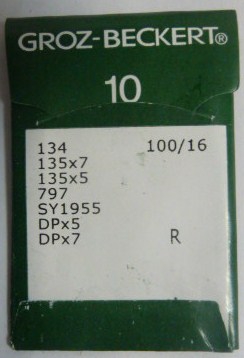 GROZ-BECKERT®
10
134 100/16
135x7
135x5
797
SY1955
DPx5
DPx7 R